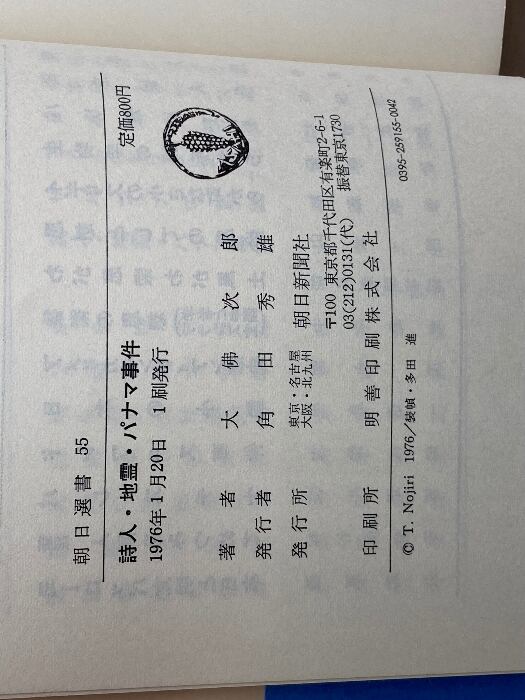 朝日選書 55
詩人・地霊・パナマ事件
1976年1月20日 1刷発行
定価800円
著者 大佛次郎
発行者 角田秀雄
発行所 東京・名古屋 大阪・北九州 朝日新聞社
〒100 東京都千代田区有楽町2-6-1
03(212)0131(代) 振替東京1730
印刷所 明善印刷株式会社
© T. Nojiri 1976/装幀・多田 進
0395-259155-0042